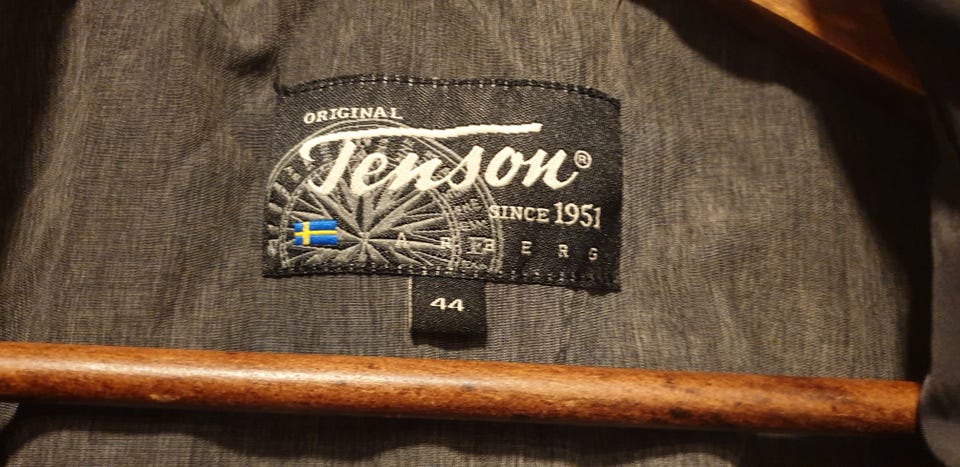 ORIGINAL
Tenson®
SINCE 1951
44